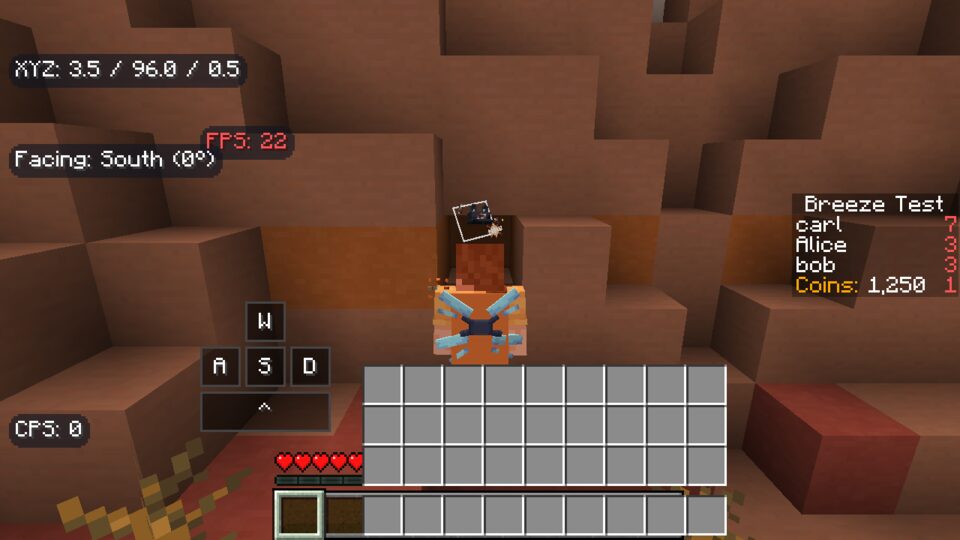 XYZ: 3.5 / 96.0 / 0.5
FPS: 22
Facing: South (0°)
Breeze Test
carl 7
Alice 3
bob 3
Coins: 1,250 1
W
A S D
^
CPS: 0